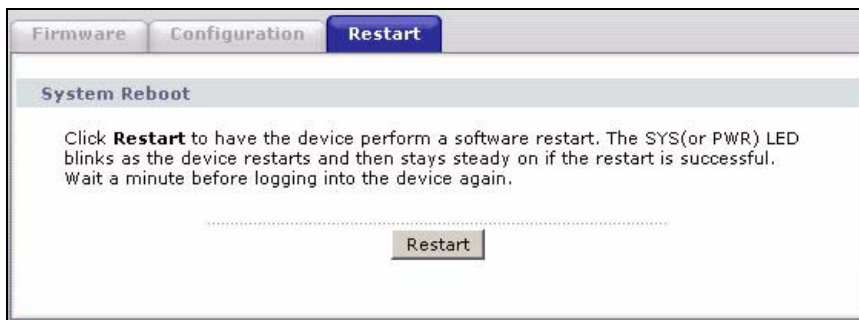 Firmware Configuration Restart
System Reboot
Click Restart to have the device perform a software restart. The SYS(or PWR) LED
blinks as the device restarts and then stays steady on if the restart is successful.
Wait a minute before logging into the device again.
Restart